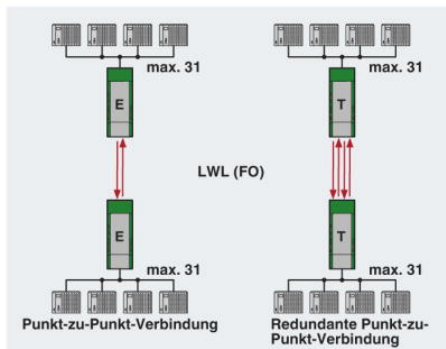 max. 31
max. 31
E
T
LWL (FO)
E
T
max. 31
max. 31
Punkt-zu-Punkt-Verbindung
Redundante Punkt-zu-
Punkt-Verbindung